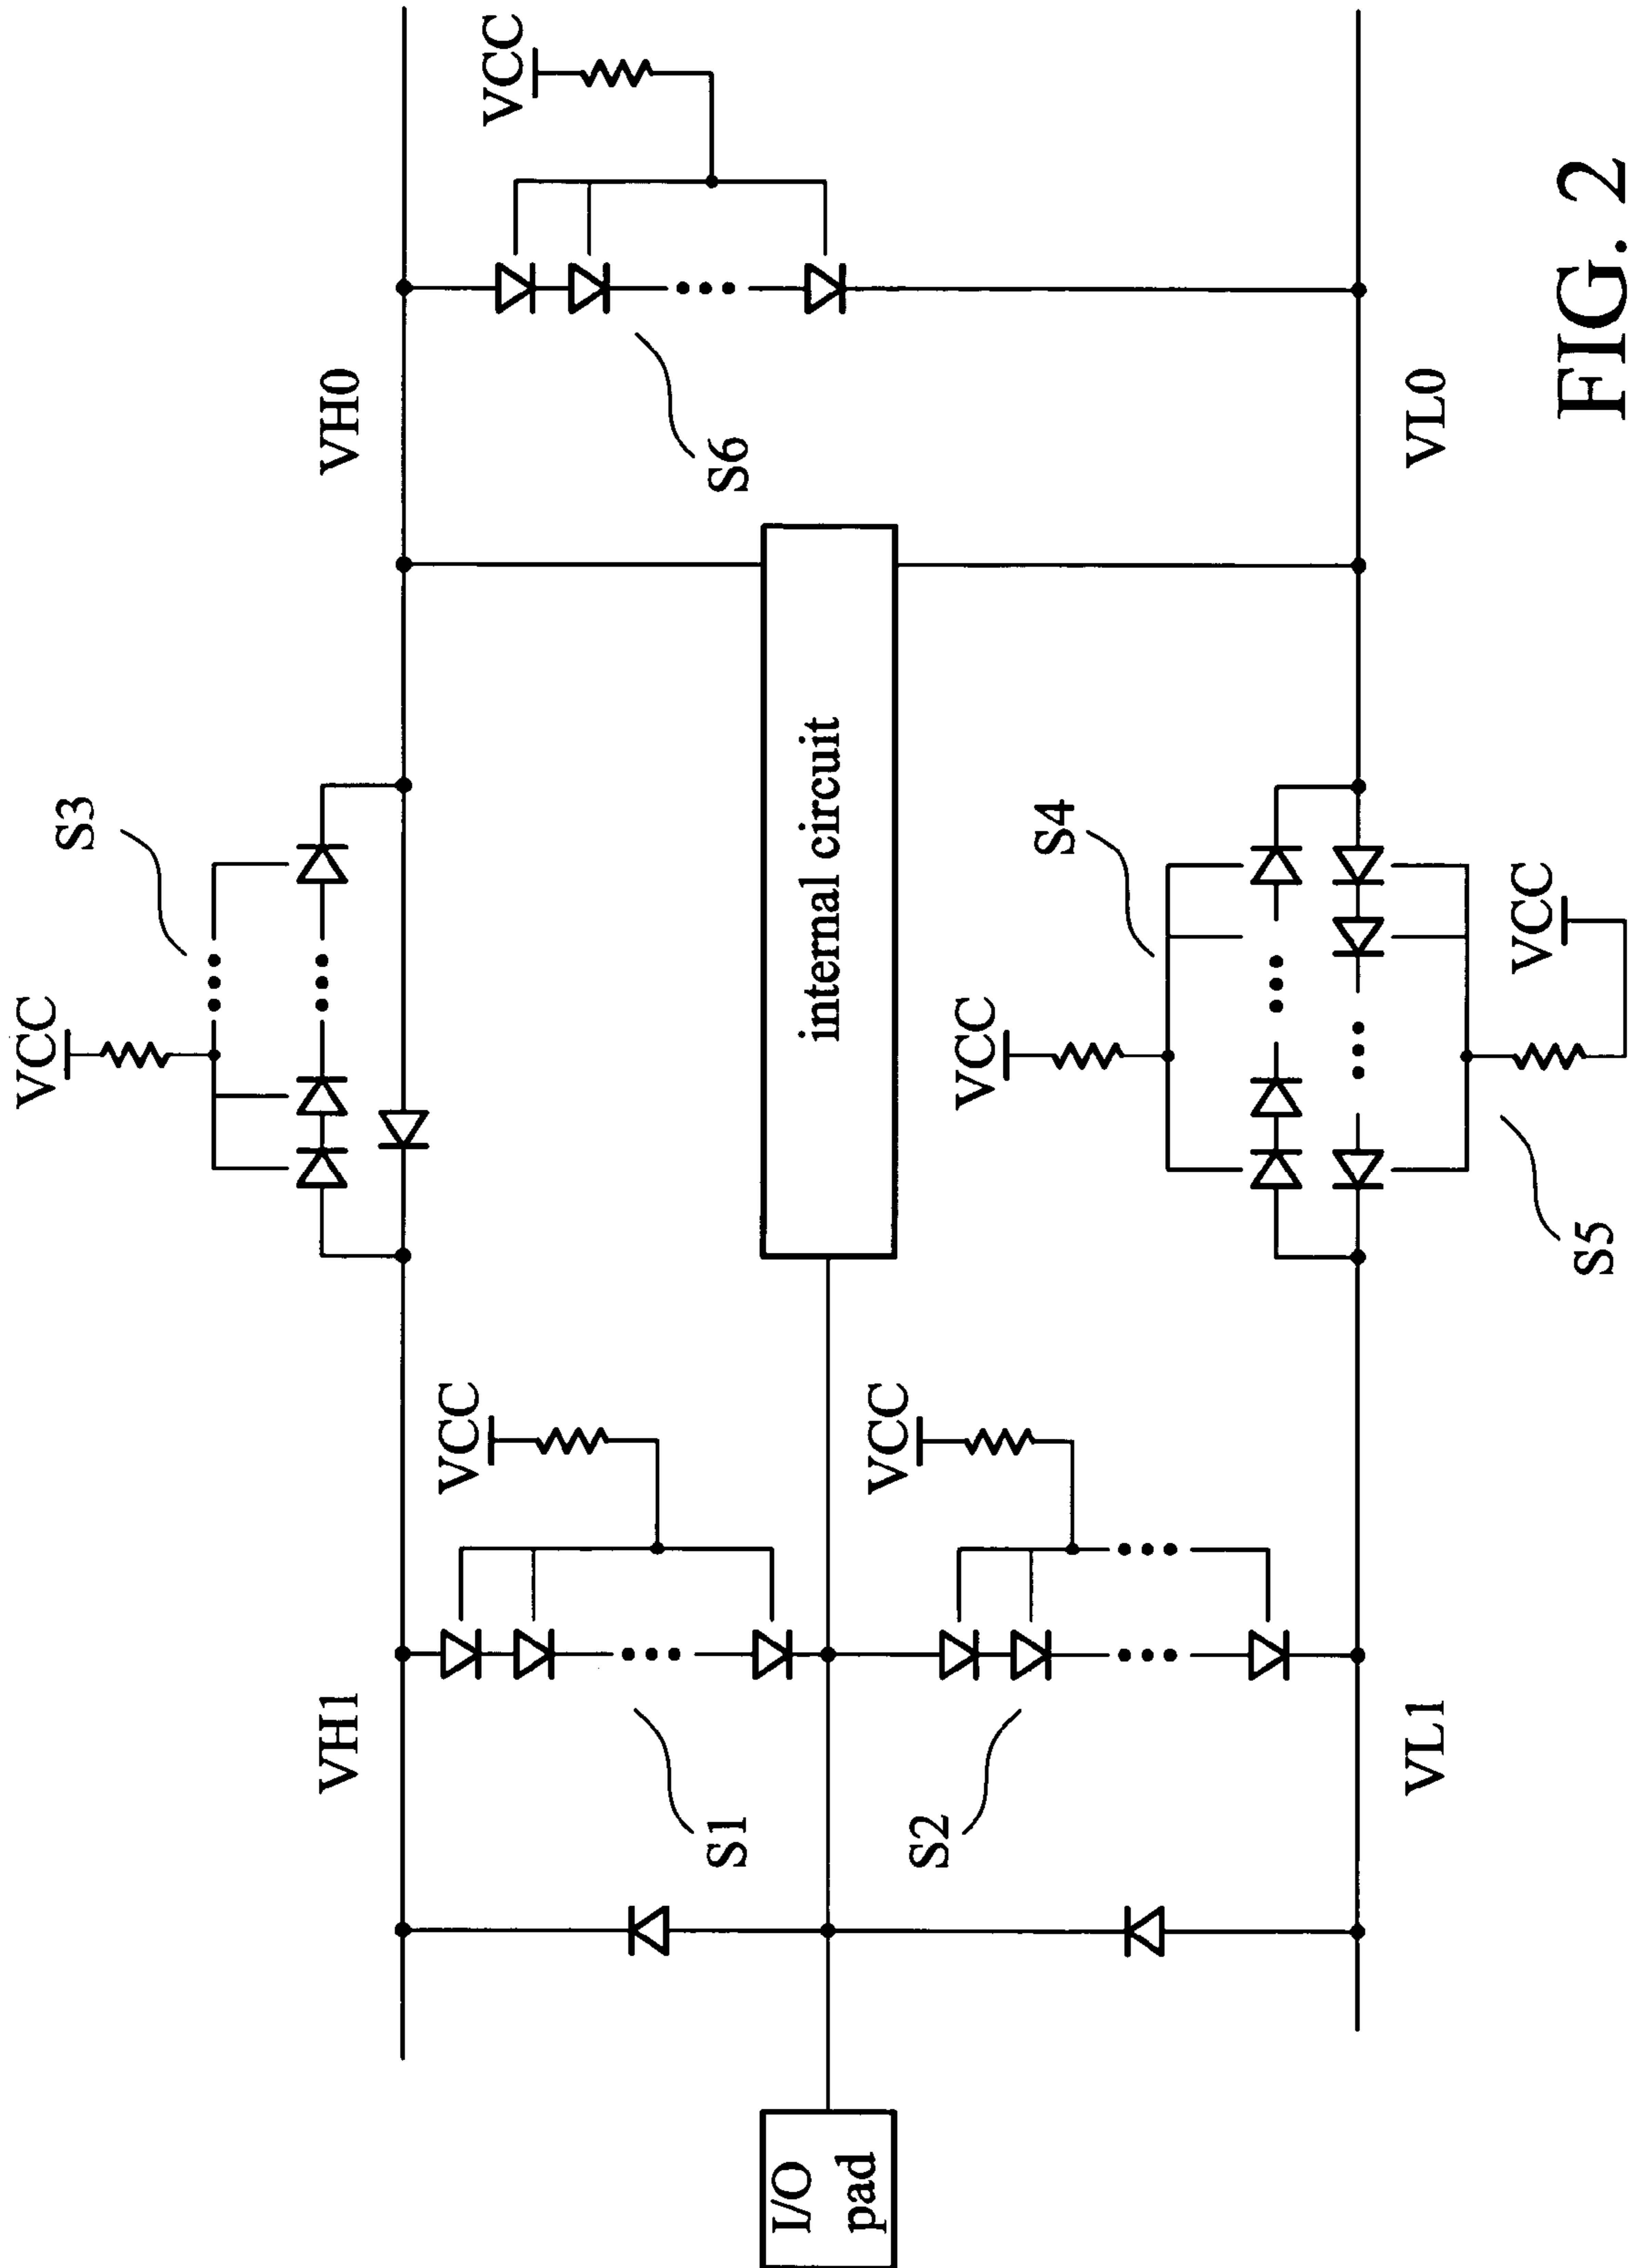 VCC
S3
VH1
VH0
VCC
VCC
S1
S6
I/O
pad
internal circuit
VCC
S2
VCC
S4
VL1
VL0
VCC
S5
FIG. 2